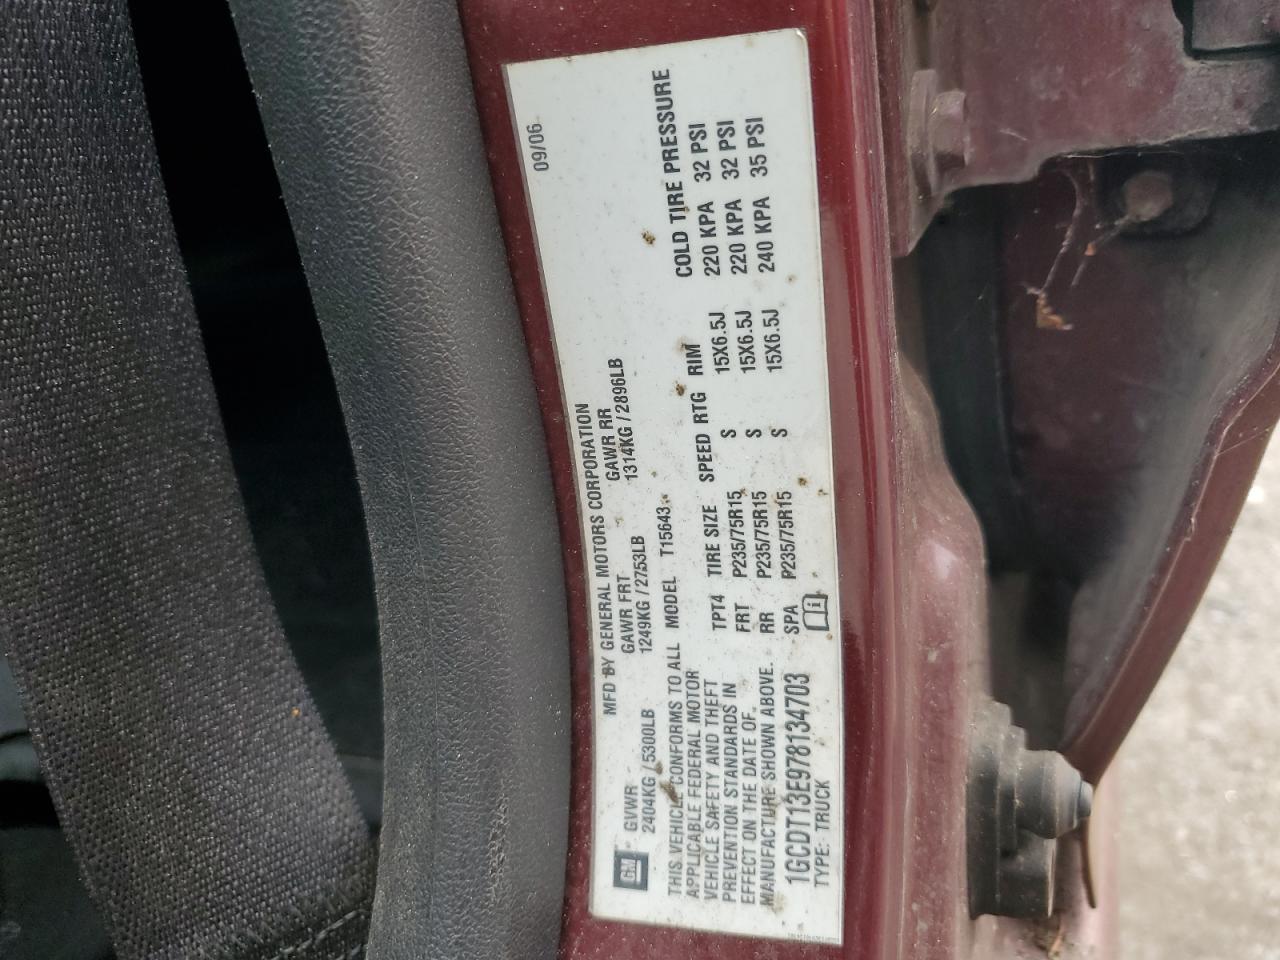 MFD BY GENERAL MOTORS CORPORATION 09/06
GM
GVWR GAWR FRT GAWR RR
2404KG/5300LB 1249KG/2753LB 1314KG/2896LB
THIS VEHICLE CONFORMS TO ALL
APPLICABLE FEDERAL MOTOR
VEHICLE SAFETY AND THEFT
PREVENTION STANDARDS IN
EFFECT ON THE DATE OF
MANUFACTURE SHOWN ABOVE.
1GCDT13E978134703
TYPE: TRUCK
MODEL T15643
TPT4 TIRE SIZE SPEED RTG RIM COLD TIRE PRESSURE
FRT P235/75R15 S 15X6.5J 220 KPA 32 PSI
RR P235/75R15 S 15X6.5J 220 KPA 32 PSI
SPA P235/75R15 S 15X6.5J 240 KPA 35 PSI